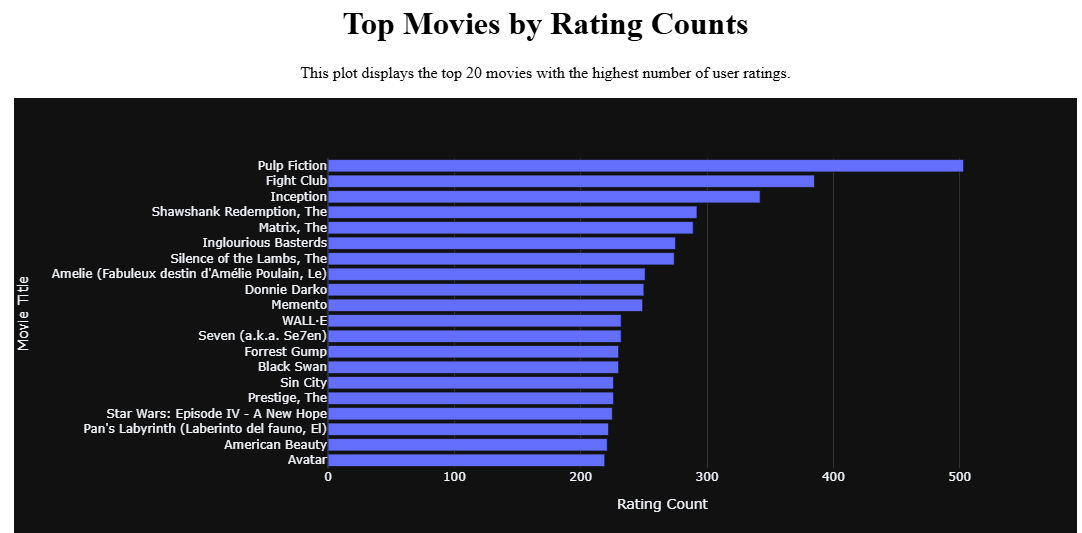 Top Movies by Rating Counts
This plot displays the top 20 movies with the highest number of user ratings.
Movie Title
Pulp Fiction
Fight Club
Inception
Shawshank Redemption, The
Matrix, The
Inglourious Basterds
Silence of the Lambs, The
Amelie (Fabuleux destin d'Amélie Poulain, Le)
Donnie Darko
Memento
WALL·E
Seven (a.k.a. Se7en)
Forrest Gump
Black Swan
Sin City
Prestige, The
Star Wars: Episode IV - A New Hope
Pan's Labyrinth (Laberinto del fauno, El)
American Beauty
Avatar
0 100 200 300 400 500
Rating Count